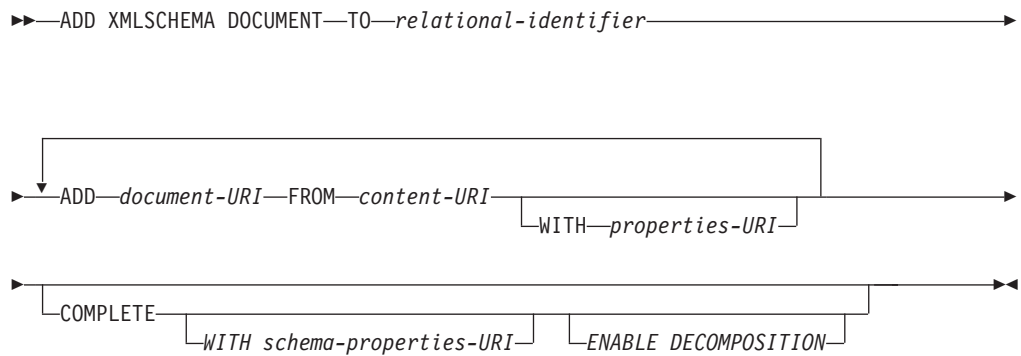 ADD XMLSCHEMA DOCUMENT TO relational-identifier
ADD document-URI FROM content-URI
WITH properties-URI
COMPLETE
WITH schema-properties-URI ENABLE DECOMPOSITION